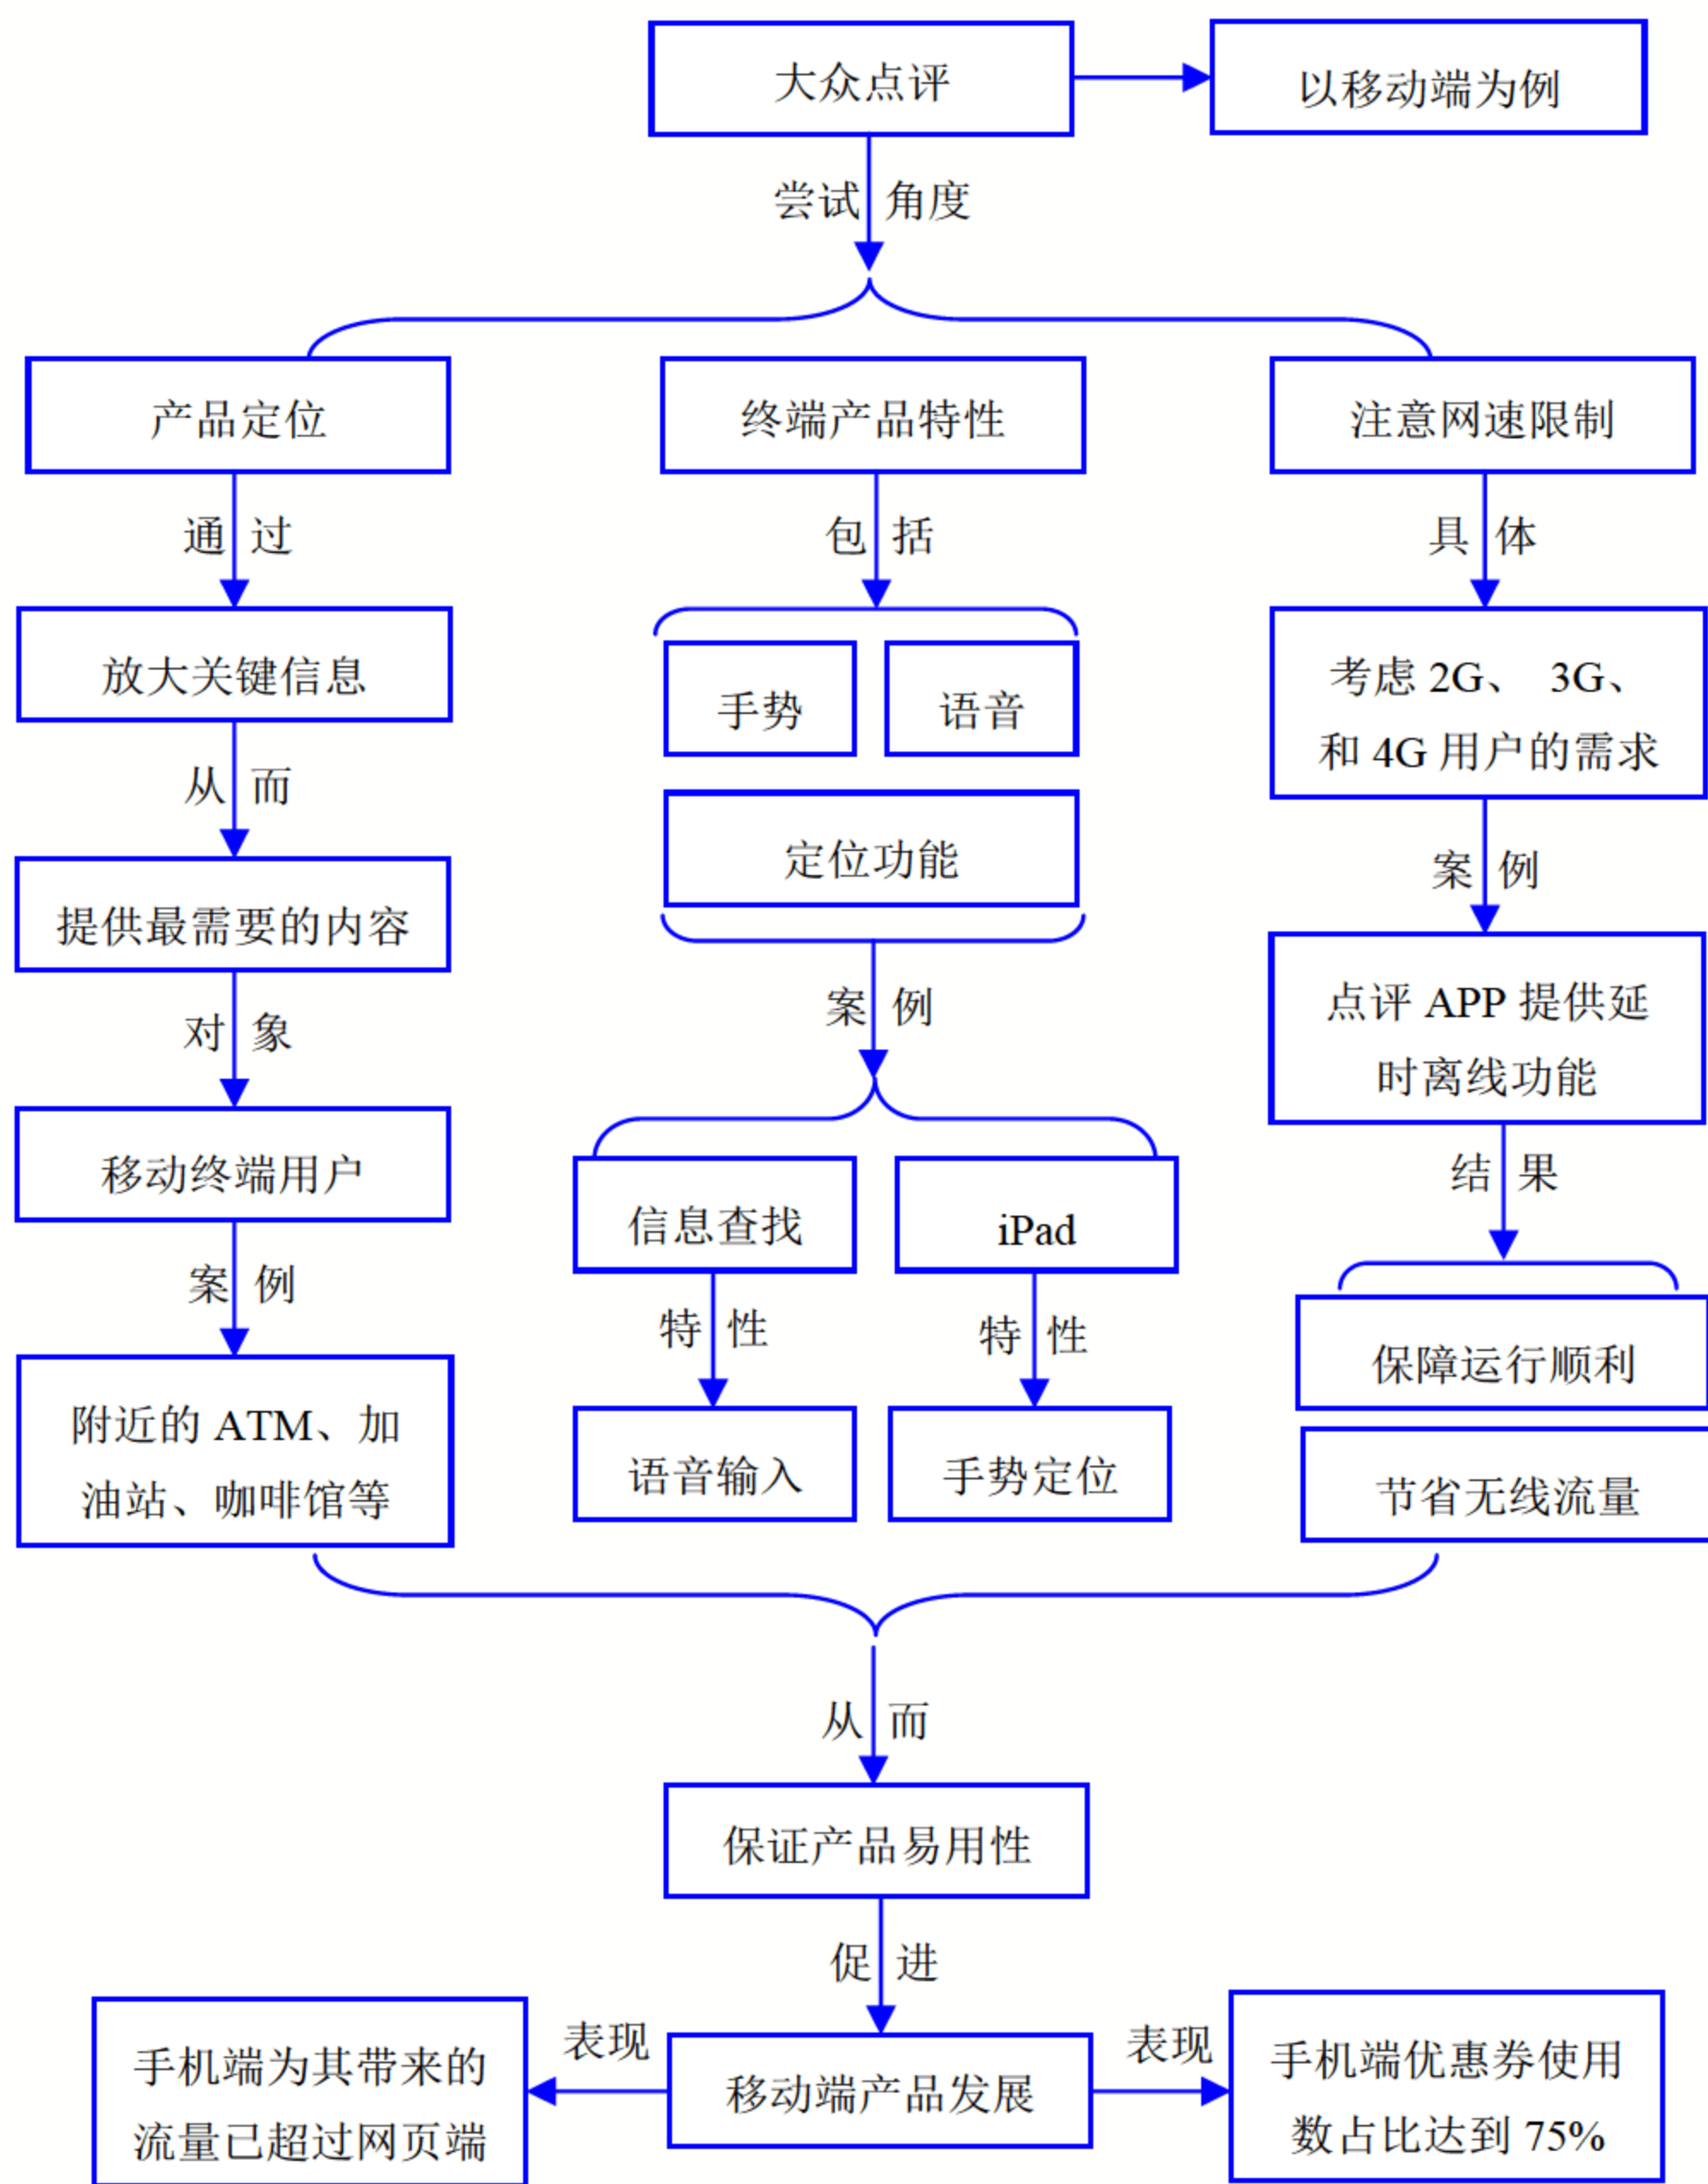 大众点评
以移动端为例
尝试 角度
产品定位
终端产品特性
注意网速限制
通 过
包 括
具 体
放大关键信息
手势
语音
考虑 2G、 3G、
和 4G 用户的需求
从 而
定位功能
案 例
提供最需要的内容
点评 APP 提供延
时离线功能
对 象
案 例
移动终端用户
信息查找
iPad
结 果
案 例
特 性
特 性
保障运行顺利
附近的 ATM、加
油站、咖啡馆等
语音输入
手势定位
节省无线流量
从 而
保证产品易用性
促 进
手机端为其带来的
流量已超过网页端
表现
移动端产品发展
表现
手机端优惠券使用
数占比达到 75%